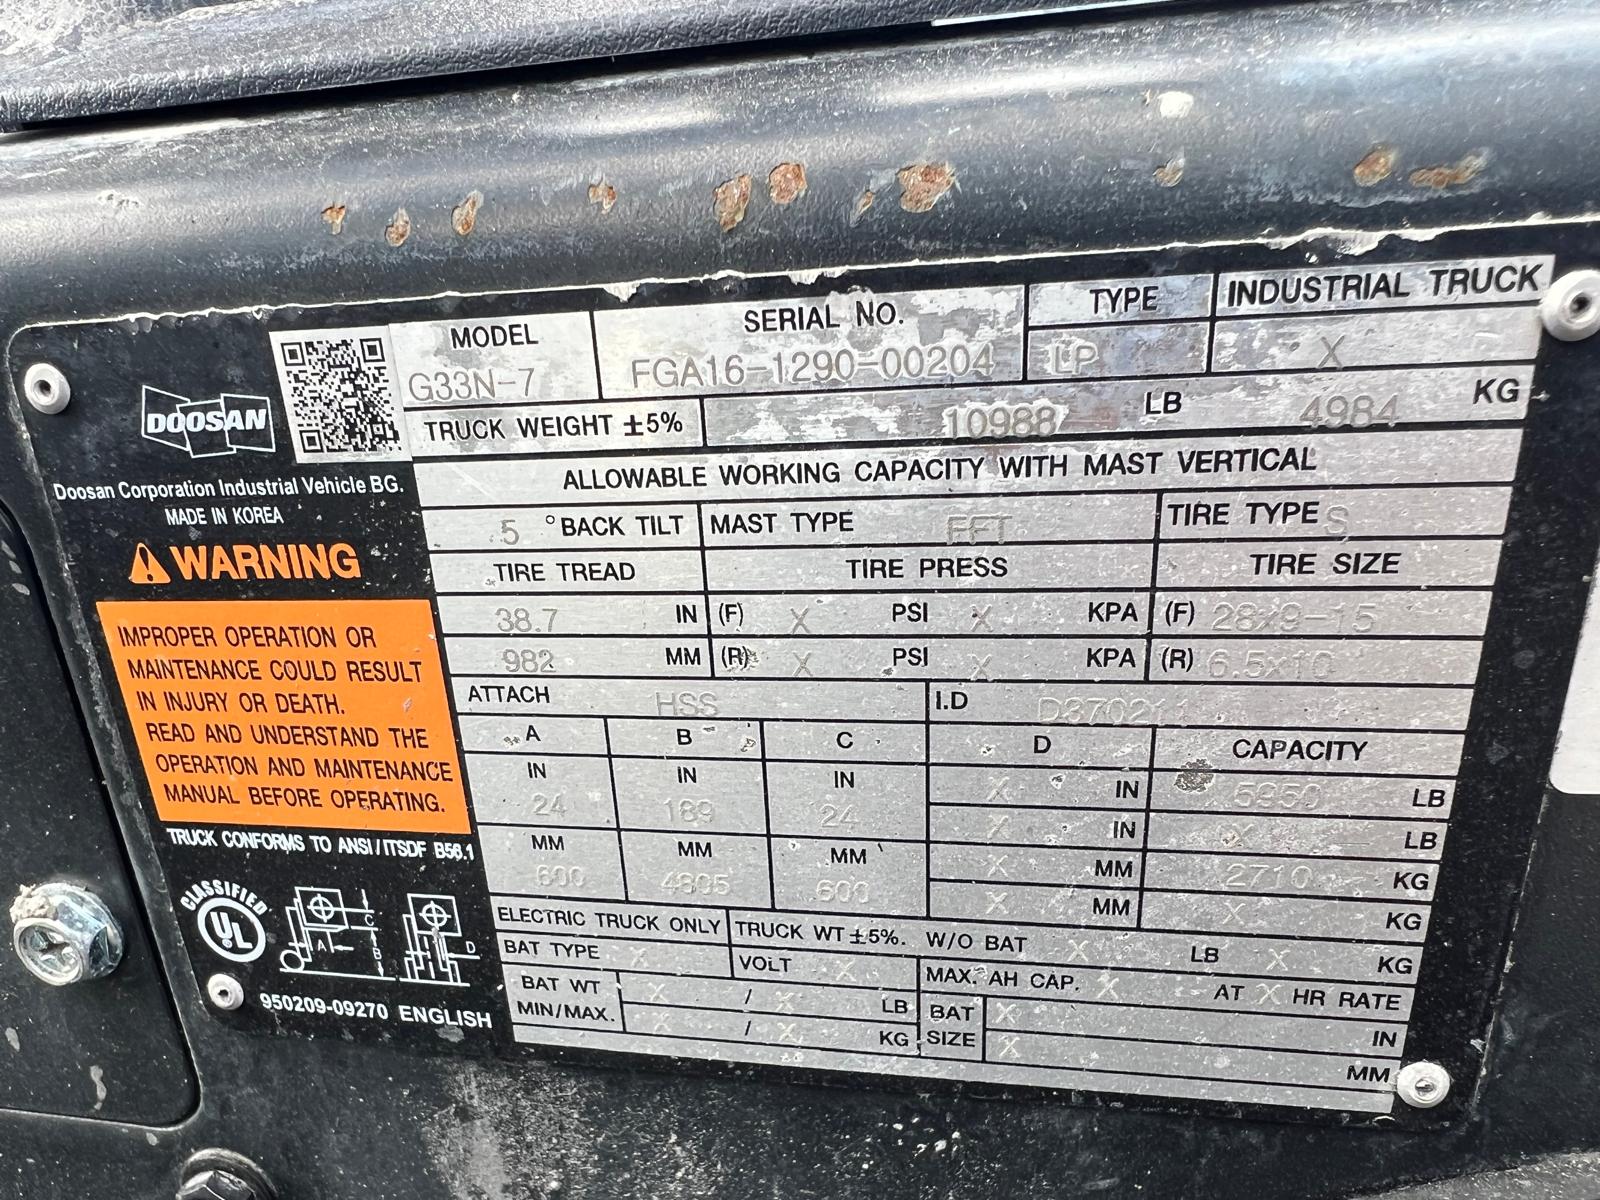 DOOSAN
Doosan Corporation Industrial Vehicle BG.
MADE IN KOREA
WARNING
IMPROPER OPERATION OR
MAINTENANCE COULD RESULT
IN INJURY OR DEATH.
READ AND UNDERSTAND THE
OPERATION AND MAINTENANCE
MANUAL BEFORE OPERATING.
TRUCK CONFORMS TO ANSI / ITSDF B56.1
CLASSIFIED
UL
A C B D
950209-09270 ENGLISH
MODEL SERIAL NO. TYPE INDUSTRIAL TRUCK
G33N-7 FGA16-1290-00204 LP X
TRUCK WEIGHT ±5% 10988 LB 4984 KG
ALLOWABLE WORKING CAPACITY WITH MAST VERTICAL
5 ° BACK TILT MAST TYPE FFT TIRE TYPE S
TIRE TREAD TIRE PRESS TIRE SIZE
38.7 IN (F) X PSI X KPA (F) 28x9-15
982 MM (R) X PSI X KPA (R) 6.5x10
ATTACH HSS I.D D370211
A B C D CAPACITY
IN IN IN X IN 5950 LB
24 189 24 X IN X LB
MM MM MM X MM 2710 KG
600 4805 600 X MM X KG
ELECTRIC TRUCK ONLY TRUCK WT ±5%. W/O BAT X LB X KG
BAT TYPE X VOLT X MAX. AH CAP. X AT X HR RATE
BAT WT X / X LB BAT X IN
MIN/MAX. X / X KG SIZE X MM